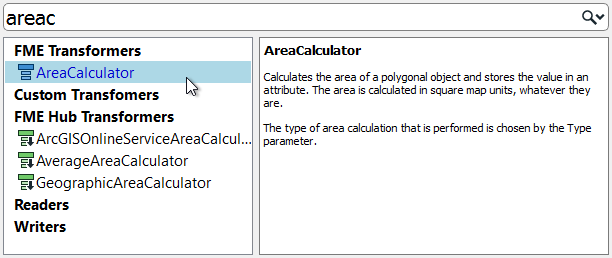 areac
FME Transformers
AreaCalculator
Custom Transfomers
FME Hub Transformers
ArcGISOnlineServiceAreaCalcul...
AverageAreaCalculator
GeographicAreaCalculator
Readers
Writers
AreaCalculator
Calculates the area of a polygonal object and stores the value in an
attribute. The area is calculated in square map units, whatever they
are.
The type of area calculation that is performed is chosen by the Type
parameter.